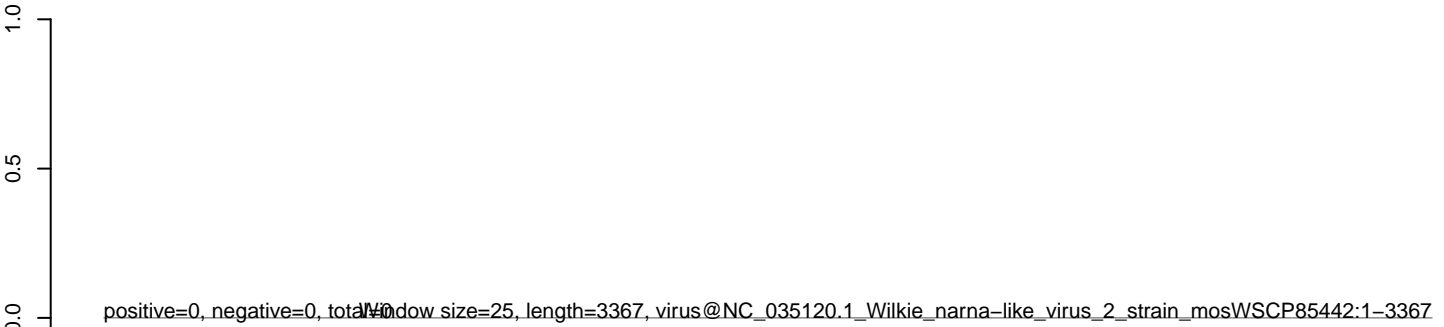 1.0
0.5
0.0
positive=0, negative=0, total=0
Window size=25, length=3367, virus@NC_035120.1_Wilkie_narna−like_virus_2_strain_mosWSCP85442:1−3367